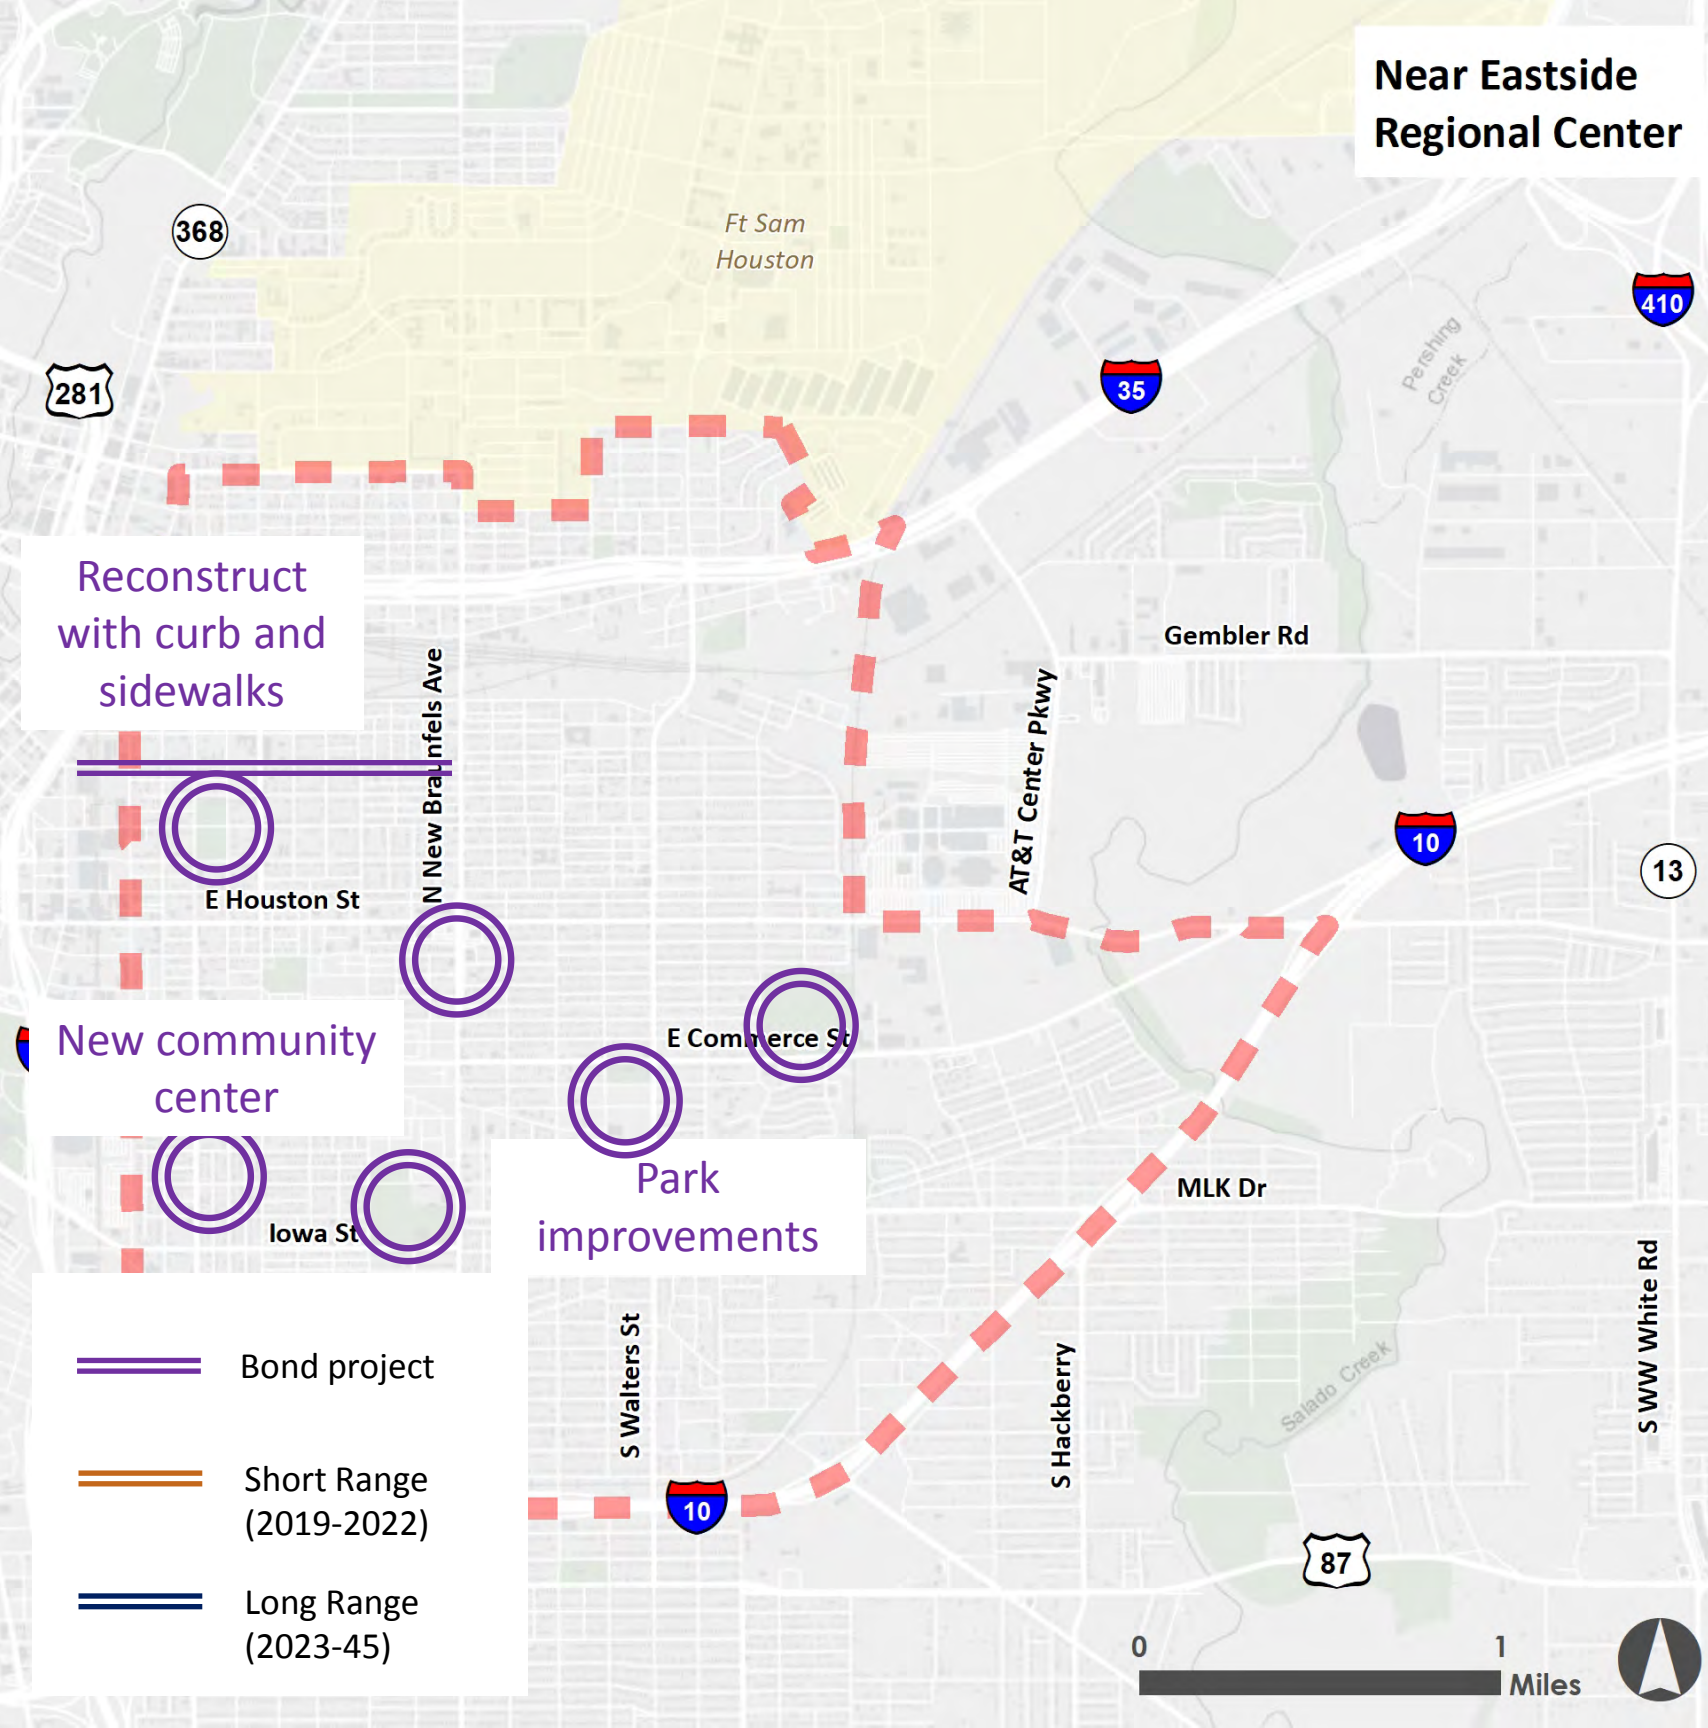 Near Eastside
Regional Center
368
Ft Sam
Houston
410
281
35
Pershing
Creek
Reconstruct
with curb and
sidewalks
Gembler Rd
N New Braunfels Ave
AT&T Center Pkwy
10
13
E Houston St
New community
center
E Commerce St
Park
improvements
MLK Dr
Iowa St
S Walters St
S Hackberry
Salado Creek
S WW White Rd
Bond project
Short Range
(2019-2022)
Long Range
(2023-45)
10
87
0 1
Miles